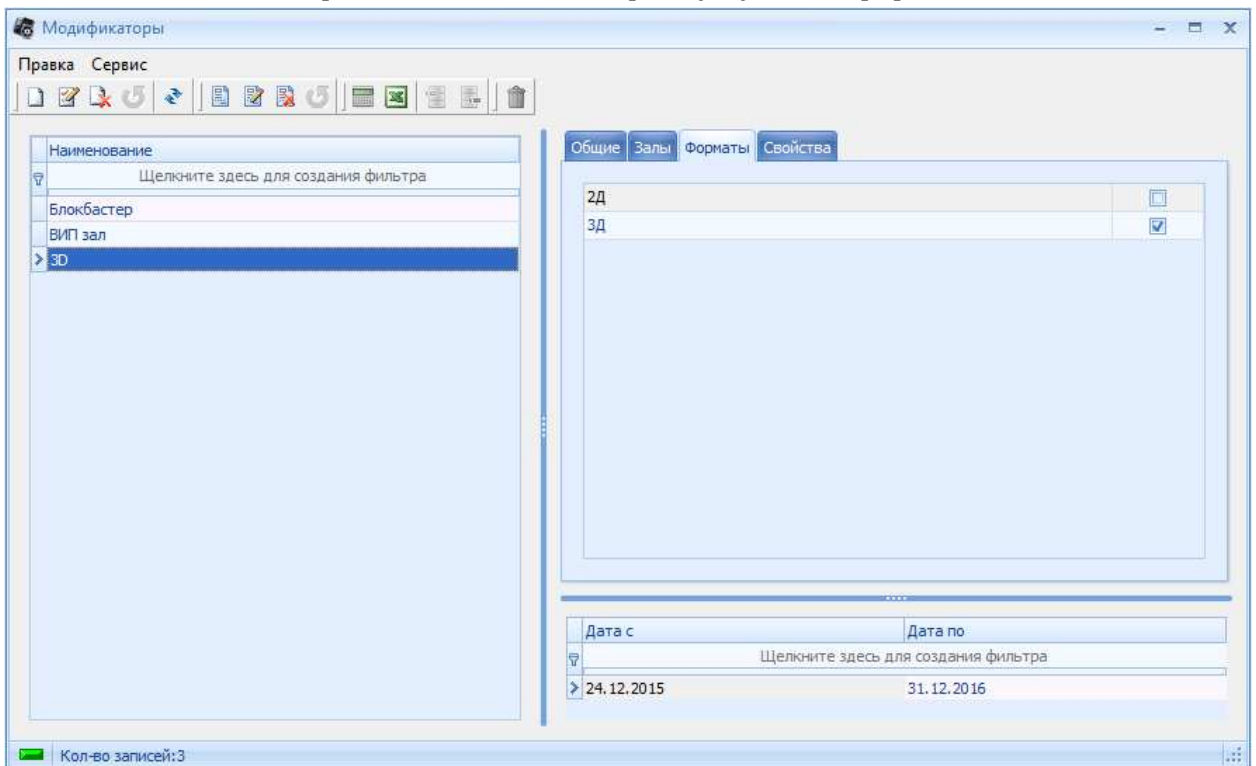 Модификаторы
Правка Сервис
Наименование
Щелкните здесь для создания фильтра
Блокбастер
ВИП зал
3D
Общие Залы Форматы Свойства
2Д
3Д
Дата с Дата по
Щелкните здесь для создания фильтра
24.12.2015 31.12.2016
Кол-во записей:3